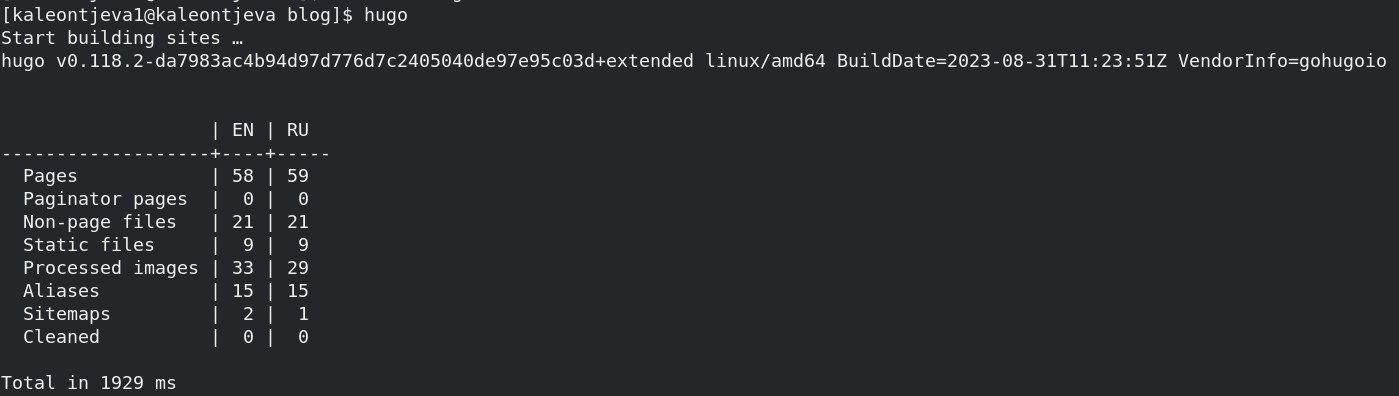 [kaleontjeva1@kaleontjeva blog]$ hugo
Start building sites …
hugo v0.118.2-da7983ac4b94d97d776d7c2405040de97e95c03d+extended linux/amd64 BuildDate=2023-08-31T11:23:51Z VendorInfo=gohugoio
                   | EN | RU
-------------------+----+-----
  Pages            | 58 | 59
  Paginator pages  |  0 |  0
  Non-page files   | 21 | 21
  Static files     |  9 |  9
  Processed images | 33 | 29
  Aliases          | 15 | 15
  Sitemaps         |  2 |  1
  Cleaned          |  0 |  0
Total in 1929 ms